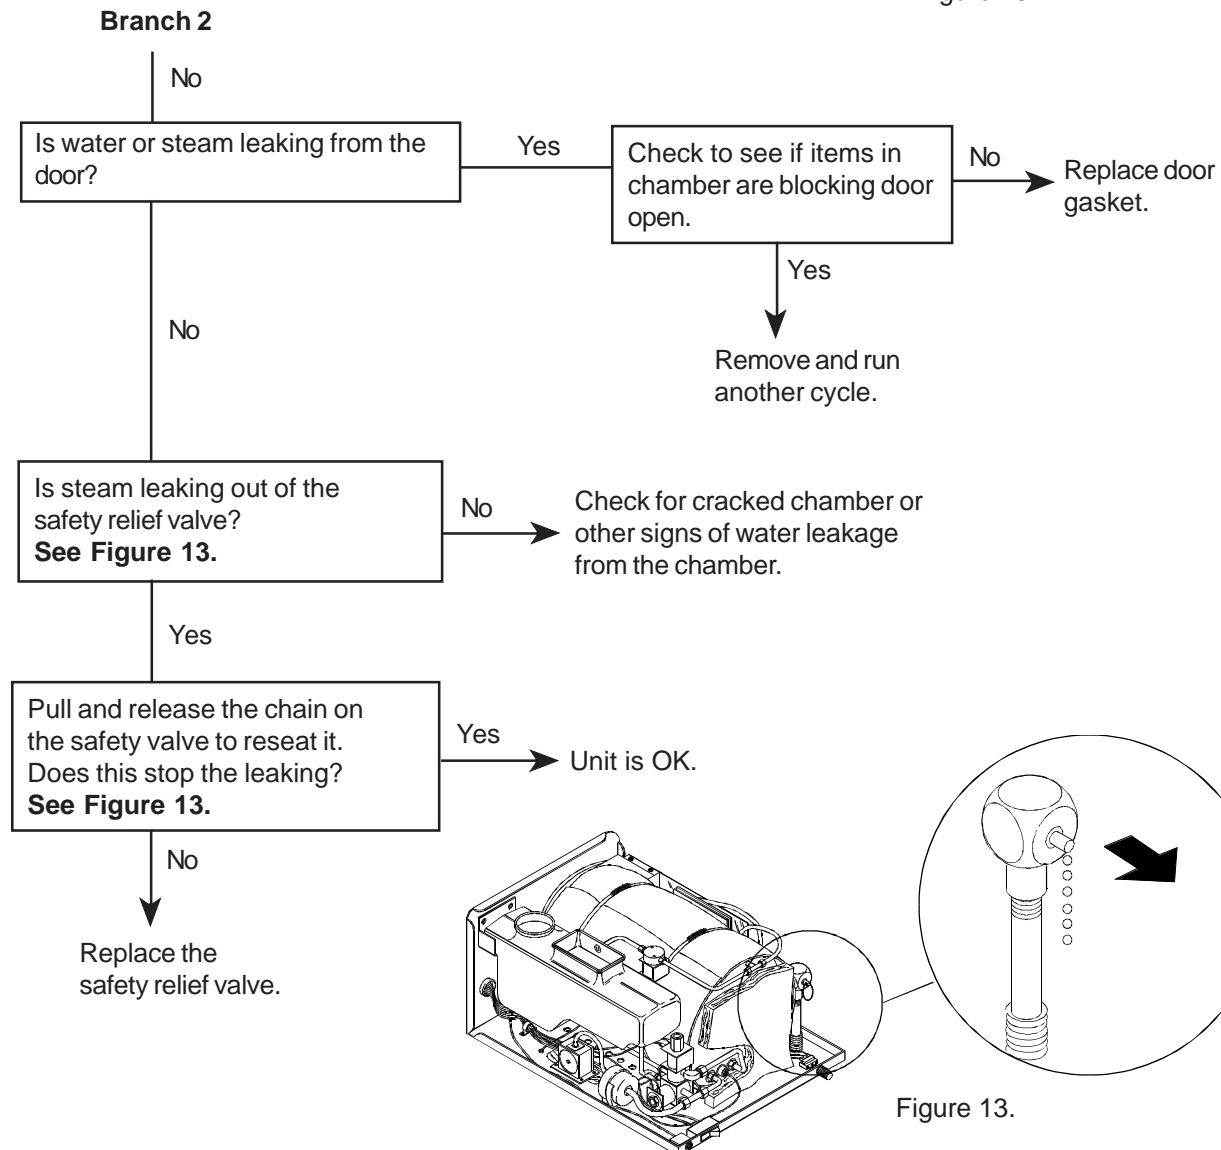 Branch 2
No
Is water or steam leaking from the
door?
Yes
Check to see if items in
chamber are blocking door
open.
No
Replace door
gasket.
Yes
Remove and run
another cycle.
No
Is steam leaking out of the
safety relief valve?
See Figure 13.
No
Check for cracked chamber or
other signs of water leakage
from the chamber.
Yes
Pull and release the chain on
the safety valve to reseat it.
Does this stop the leaking?
See Figure 13.
Yes
Unit is OK.
No
Replace the
safety relief valve.
Figure 13.